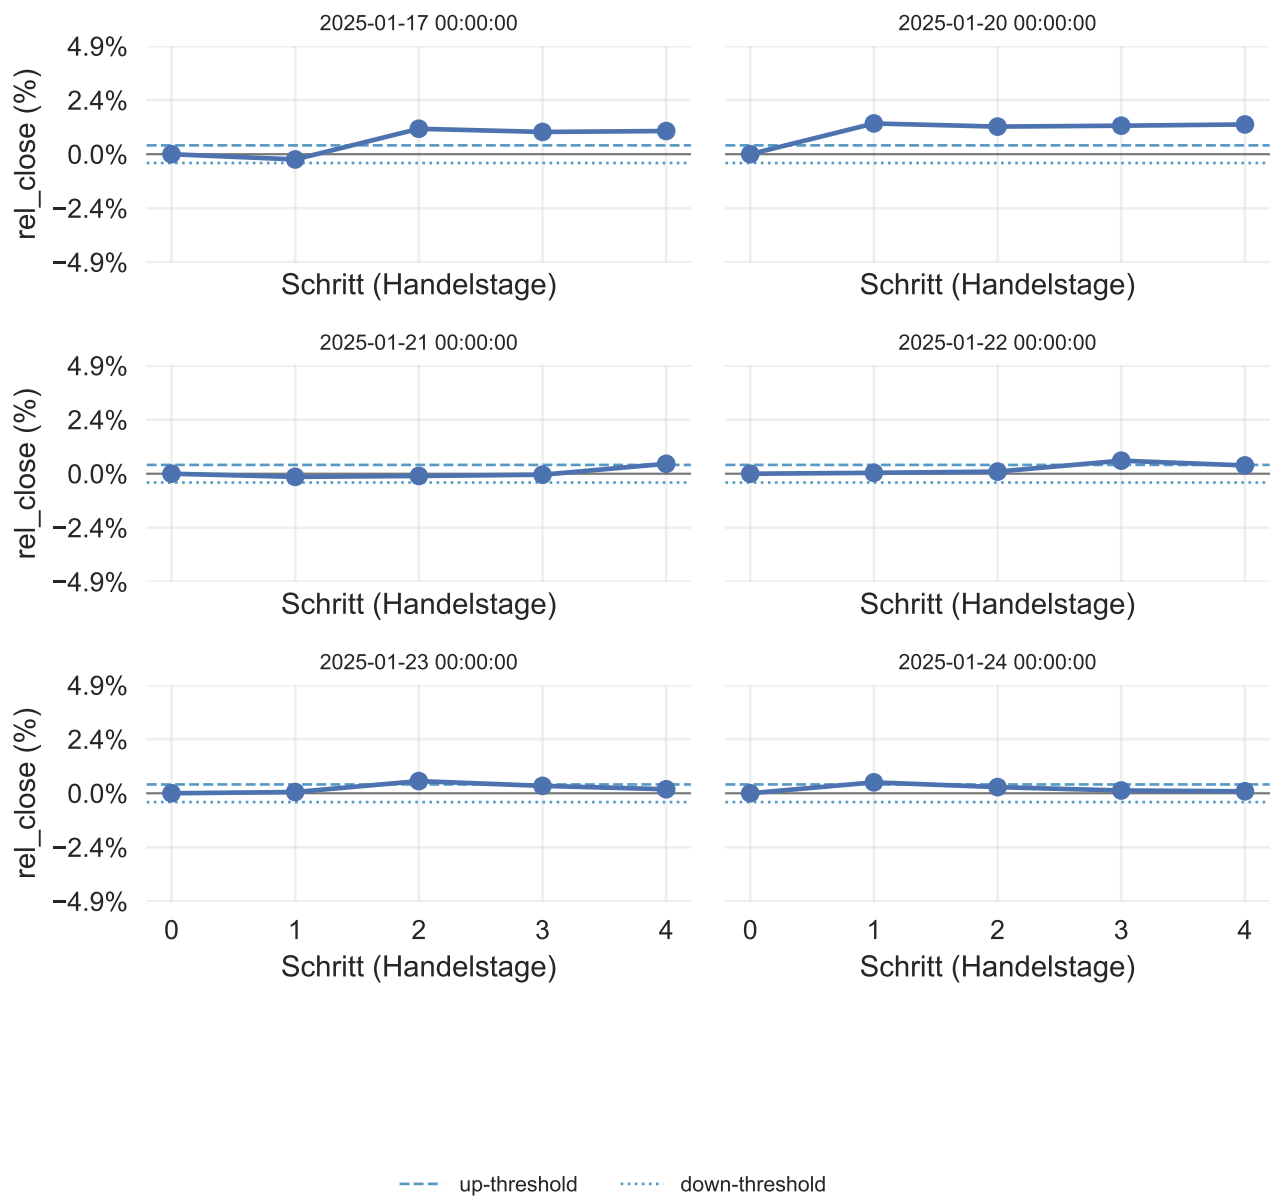 2025-01-17 00:00:00
2025-01-20 00:00:00
4.9%
2.4%
0.0%
−2.4%
−4.9%
rel_close (%)
Schritt (Handelstage)
Schritt (Handelstage)
2025-01-21 00:00:00
2025-01-22 00:00:00
4.9%
2.4%
0.0%
−2.4%
−4.9%
rel_close (%)
Schritt (Handelstage)
Schritt (Handelstage)
2025-01-23 00:00:00
2025-01-24 00:00:00
4.9%
2.4%
0.0%
−2.4%
−4.9%
rel_close (%)
0 1 2 3 4
0 1 2 3 4
Schritt (Handelstage)
Schritt (Handelstage)
up-threshold
down-threshold